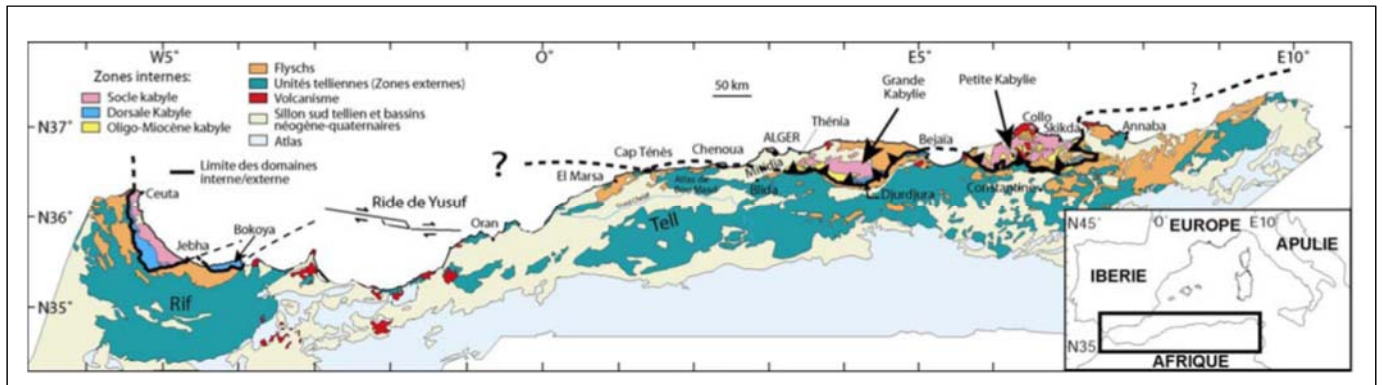 W5°
O°
E5°
E10°
Zones internes:
Socle kabyle
Dorsale Kabyle
Oligo-Miocène kabyle
Flyschs
Unités telliennes (Zones externes)
Volcanisme
Sillon sud tellien et bassins
néogène-quaternaires
Atlas
Limite des domaines
interne/externe
50 km
N37°
N36°
N35°
Ceuta
Jebha
Bokoya
Rif
Ride de Yusuf
Oran
?
El Marsa
Cap Ténès
Chenoua
ALGER
Thénia
Mitidja
Blida
Atlas de
Tell
Grande
Kabylie
Djurdjura
Bejaïa
Petite Kabylie
Collo
Skikda
Constantine
Annaba
?
N45°
O°
EUROPE
E10
APULIE
IBERIE
N35
AFRIQUE